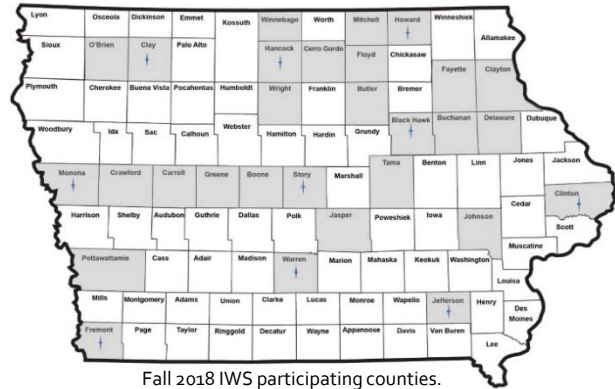 Lyon Osceola Dickinson Emmet Kossuth Winnebago Worth Mitchell Howard Winneshiek Allamakee
Sioux O'Brien Clay Palo Alto Hancock Cerro Gordo Floyd Chickasaw
Plymouth Cherokee Buena Vista Pocahontas Humboldt Wright Franklin Butler Bremer Fayette Clayton
Woodbury Ida Sac Calhoun Webster Hamilton Hardin Grundy Black Hawk Buchanan Delaware Dubuque
Monona Crawford Carroll Greene Boone Story Marshall Tama Benton Linn Jones Jackson
Clinton
Cedar
Harrison Shelby Audubon Guthrie Dallas Polk Jasper Poweshiek Iowa Johnson Scott
Muscatine
Pottawattamie Cass Adair Madison Warren Marion Mahaska Keokuk Washington
Louisa
Mills Montgomery Adams Union Clarke Lucas Monroe Wapello Jefferson Henry
Des
Moines
Fremont Page Taylor Ringgold Decatur Wayne Appanoose Davis Van Buren
Lee
Fall 2018 IWS participating counties.